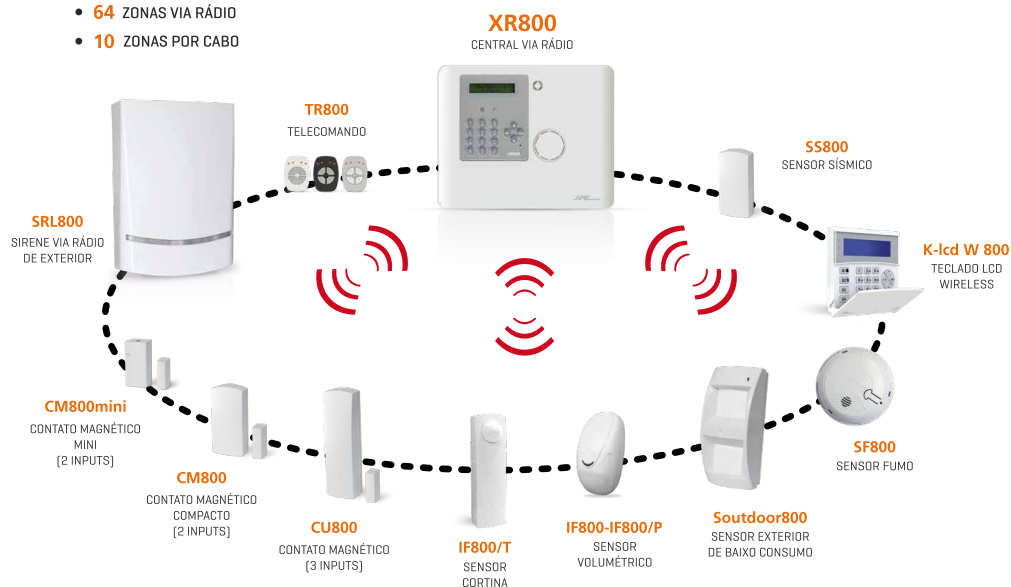 64 ZONAS VIA RÁDIO
10 ZONAS POR CABO
XR800
CENTRAL VIA RÁDIO
TR800
TELECOMANDO
SS800
SENSOR SÍSMICO
SRL800
SIRENE VIA RÁDIO
DE EXTERIOR
K-lcd W 800
TECLADO LCD
WIRELESS
CM800mini
CONTATO MAGNÉTICO
MINI
(2 INPUTS)
CM800
CONTATO MAGNÉTICO
COMPACTO
(2 INPUTS)
CU800
CONTATO MAGNÉTICO
(3 INPUTS)
IF800/T
SENSOR
CORTINA
IF800-IF800/P
SENSOR
VOLUMÉTRICO
Soutdoor800
SENSOR EXTERIOR
DE BAIXO CONSUMO
SF800
SENSOR FUMO